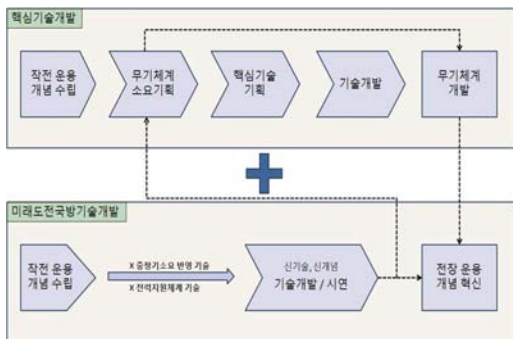 핵심기술개발
작전 운용
개념 수립
무기체계
소요기획
핵심기술
기획
기술개발
무기체계
개발
미래도전국방기술개발
작전 운용
개념 수립
X 중장기소요 반영 기술
X 전력지원체계 기술
신기술, 신개념
기술개발 / 시연
전장 운용
개념 혁신